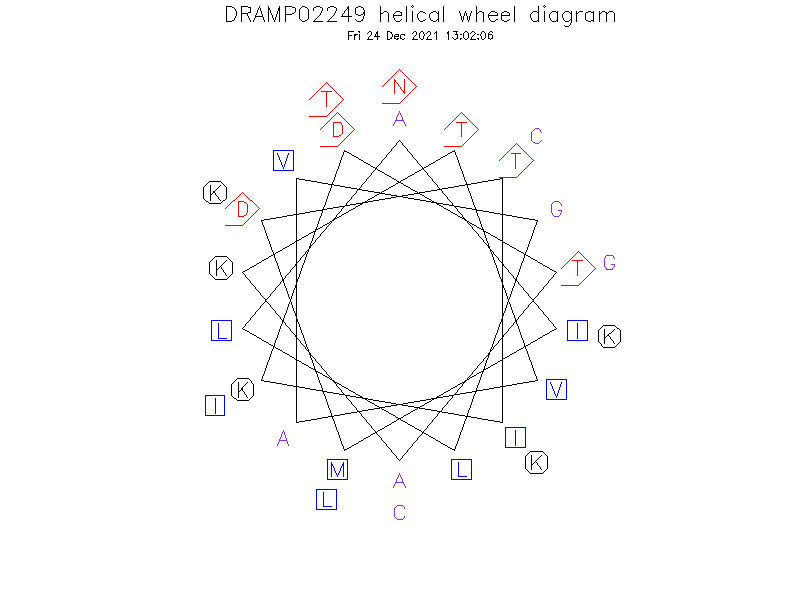 DRAMP02249 helical wheel diagram
Fri 24 Dec 2021 13:02:06
N
T
A
D
T
C
V
T
K
D
G
K
T
G
L
I
K
I
K
V
A
I
K
M
A
L
L
C